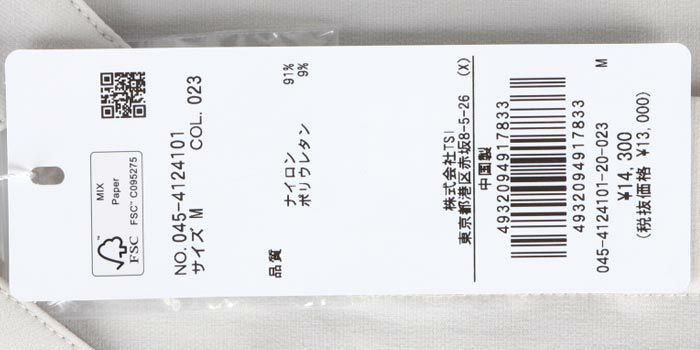 MIX
Paper
FSC™ C095275
FSC
NO. 045-4124101
サイズ M COL. 023
品質
ナイロン 91%
ポリウレタン 9%
株式会社TSI
東京都港区赤坂8-5-26 (X)
中国製
4932094917833
4932094917833
M
045-4124101-20-023
¥14,300
(税抜価格 ¥13,000)